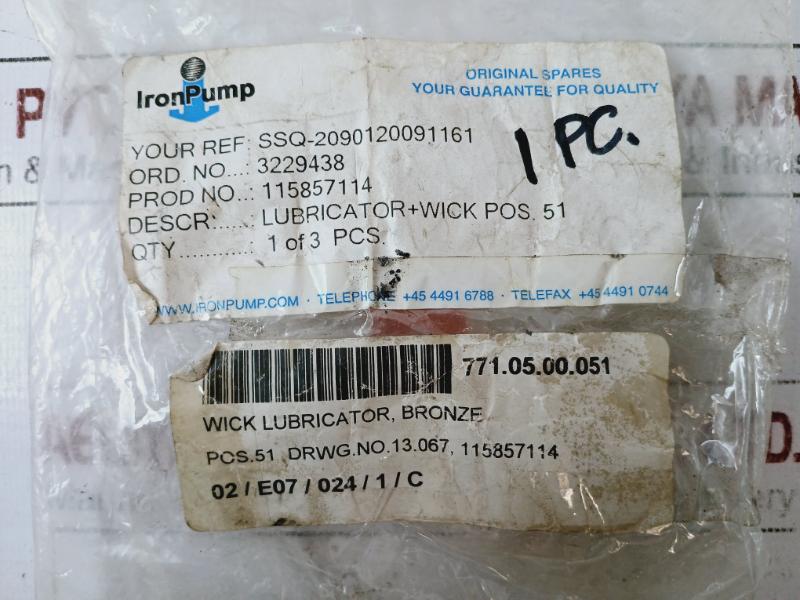 IronPump
ORIGINAL SPARES
YOUR GUARANTEE FOR QUALITY
YOUR REF: SSQ-2090120091161
ORD. NO...: 3229438
PROD NO..: 115857114
DESCR:......: LUBRICATOR+WICK POS. 51
QTY ............: 1 of 3 PCS.
1 PC.
WWW.IRONPUMP.COM · TELEPHONE +45 4491 6788 · TELEFAX +45 4491 0744
771.05.00.051
WICK LUBRICATOR, BRONZE
POS.51 DRWG.NO.13.067, 115857114
02 / E07 / 024 / 1 / C